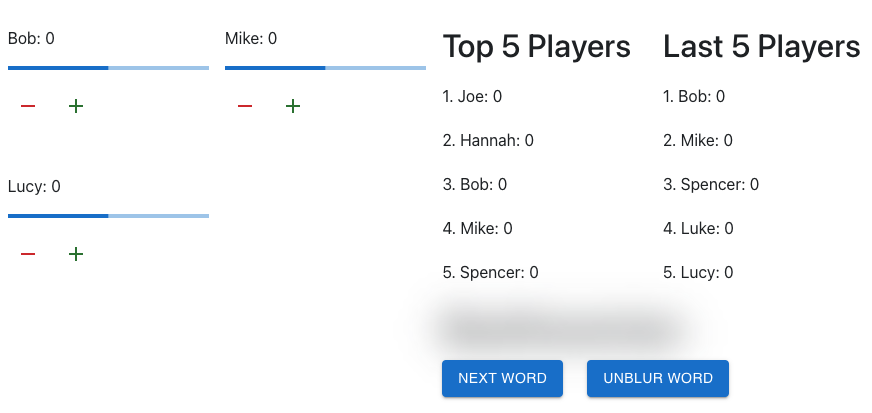 Bob: 0
Mike: 0
Lucy: 0
Top 5 Players
1. Joe: 0
2. Hannah: 0
3. Bob: 0
4. Mike: 0
5. Spencer: 0
Last 5 Players
1. Bob: 0
2. Mike: 0
3. Spencer: 0
4. Luke: 0
5. Lucy: 0
NEXT WORD
UNBLUR WORD